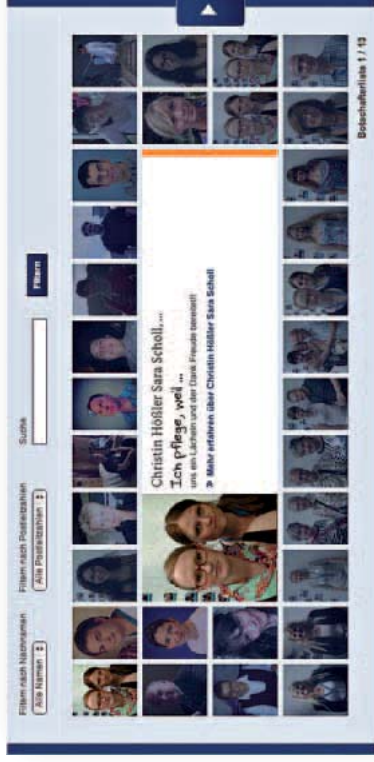 Filtern nach Nachnamen
Filtern nach Postleitzahlen
Suche
Alle Namen
Alle Postleitzahlen
Filtern
Christin Hößler Sara Scholl, ...
Ich pflege, weil ...
uns ein Lächeln und der Dank Freude bereitet!!
» Mehr erfahren über Christin Hößler Sara Scholl
Botschafterliste 1 / 13